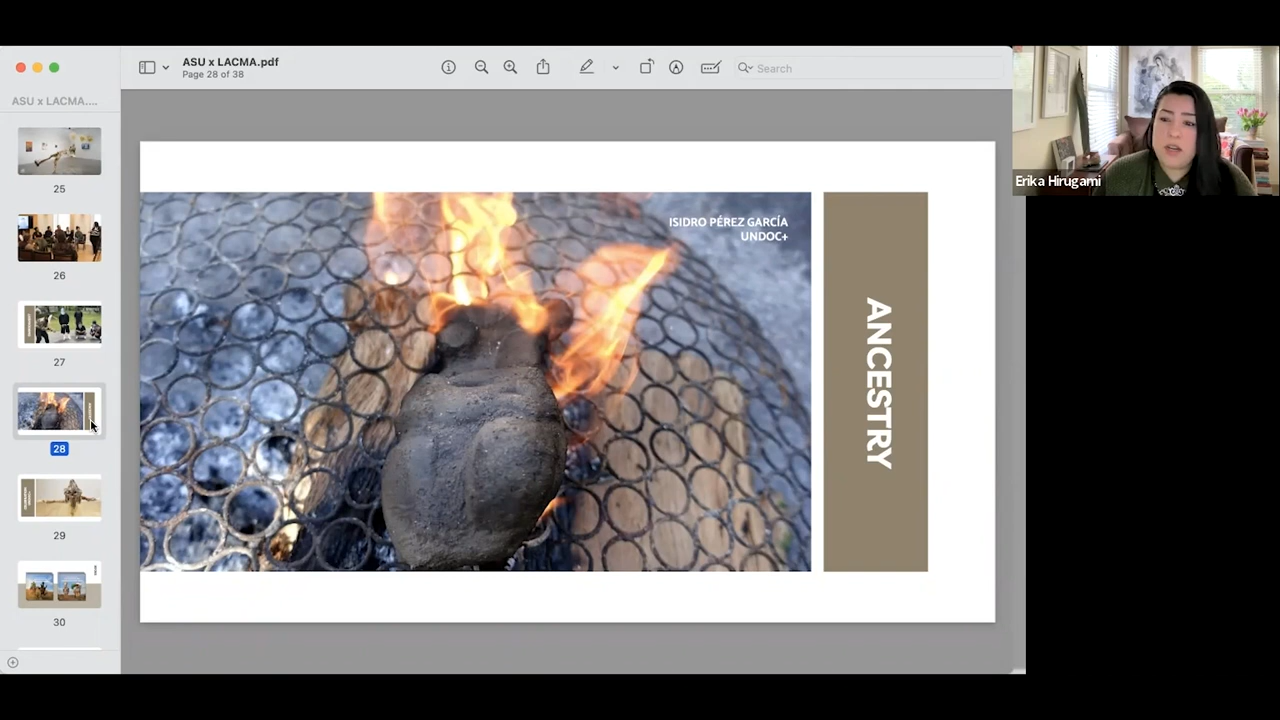 ASU x LACMA.pdf
Page 28 of 38
Search
ASU x LACMA....
25
26
27
28
29
30
ISIDRO PÉREZ GARCÍA
UNDOC+
ANCESTRY
Erika Hirugami